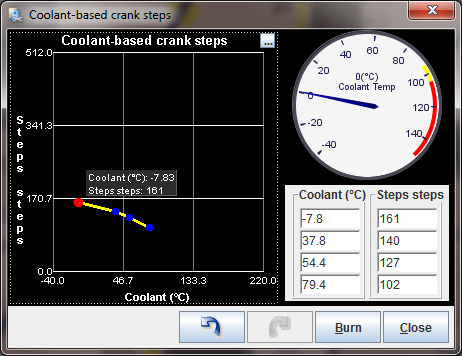 Coolant-based crank steps
Coolant-based crank steps
...
512.0
341.3
170.7
0.0
Steps steps
Coolant (°C): -7.83
Steps steps: 161
-40.0 46.7 133.3 220.0
Coolant (°C)
-40
-20
0
20
40
60
80
100
120
140
0(°C)
Coolant Temp
Coolant (°C) Steps steps
-7.8 161
37.8 140
54.4 127
79.4 102
Burn Close